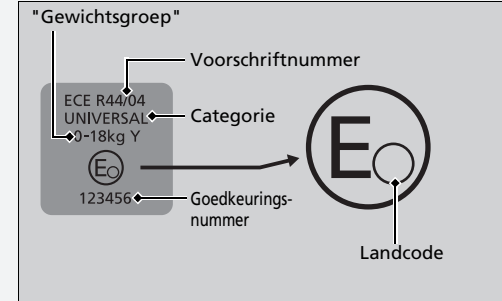 "Gewichtsgroep"
Voorschriftnummer
ECE R44/04
UNIVERSAL
Categorie
0-18kg Y
E
E
123456
Goedkeurings-
nummer
Landcode